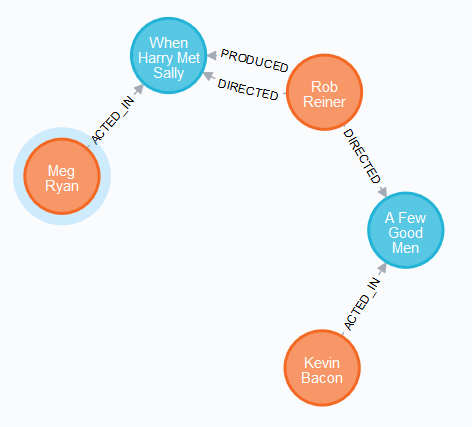 When
Harry Met
Sally
PRODUCED
DIRECTED
Rob
Reiner
ACTED_IN
Meg
Ryan
DIRECTED
A Few
Good
Men
ACTED_IN
Kevin
Bacon